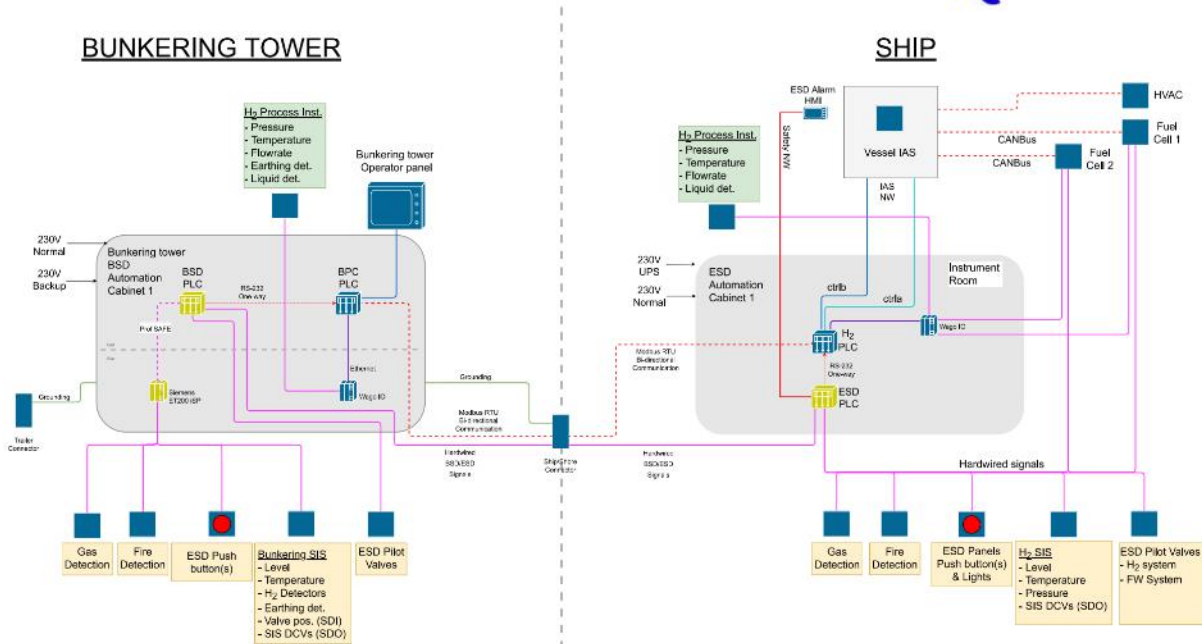 BUNKERING TOWER
SHIP
H₂ Process Inst.
- Pressure
- Temperature
- Flowrate
- Earthing det.
- Liquid det.
Bunkering tower
Operator panel
230V
Normal
230V
Backup
Bunkering tower
BSD
Automation
Cabinet 1
BSD
PLC
RS-232
One-way
BPC
PLC
Prof SAFE
Ethernet
Siemens
ET200 iSP
Wago IO
Grounding
Trailer
Connector
Grounding
Modbus RTU
Bi-directional
Communication
Hardwired
BSD/ESD
Signals
Ship/Shore
Connector
Hardwired
BSD/ESD
Signals
Gas
Detection
Fire
Detection
ESD Push
button(s)
Bunkering SIS
- Level
- Temperature
- H₂ Detectors
- Earthing det.
- Valve pos. (SDI)
- SIS DCVs (SDO)
ESD Pilot
Valves
ESD Alarm
HMI
Safety NW
Vessel IAS
HVAC
CANBus
Fuel
Cell 1
CANBus
Fuel
Cell 2
IAS
NW
H₂ Process Inst.
- Pressure
- Temperature
- Flowrate
- Liquid det.
230V
UPS
230V
Normal
ESD
Automation
Cabinet 1
Instrument
Room
ctrlb
ctrla
Wago IO
H₂
PLC
Modbus RTU
Bi-directional
Communication
RS-232
One-way
ESD
PLC
Hardwired signals
Gas
Detection
Fire
Detection
ESD Panels
Push button(s)
& Lights
H₂ SIS
- Level
- Temperature
- Pressure
- SIS DCVs (SDO)
ESD Pilot Valves
- H₂ system
- FW System